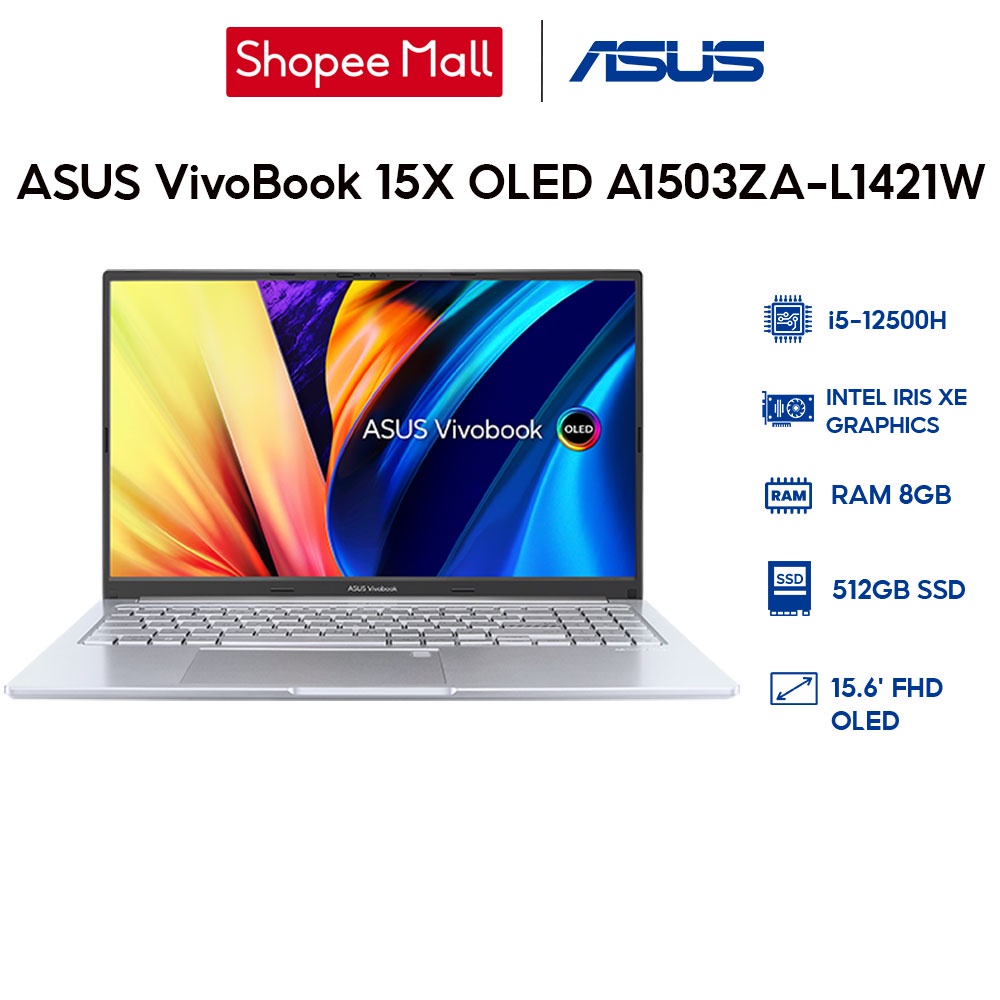 Shopee Mall
ASUS
ASUS VivoBook 15X OLED A1503ZA-L1421W
i5-12500H
INTEL IRIS XE
GRAPHICS
ASUS Vivobook OLED
RAM
RAM 8GB
SSD
512GB SSD
ASUS Vivobook
15.6' FHD
OLED